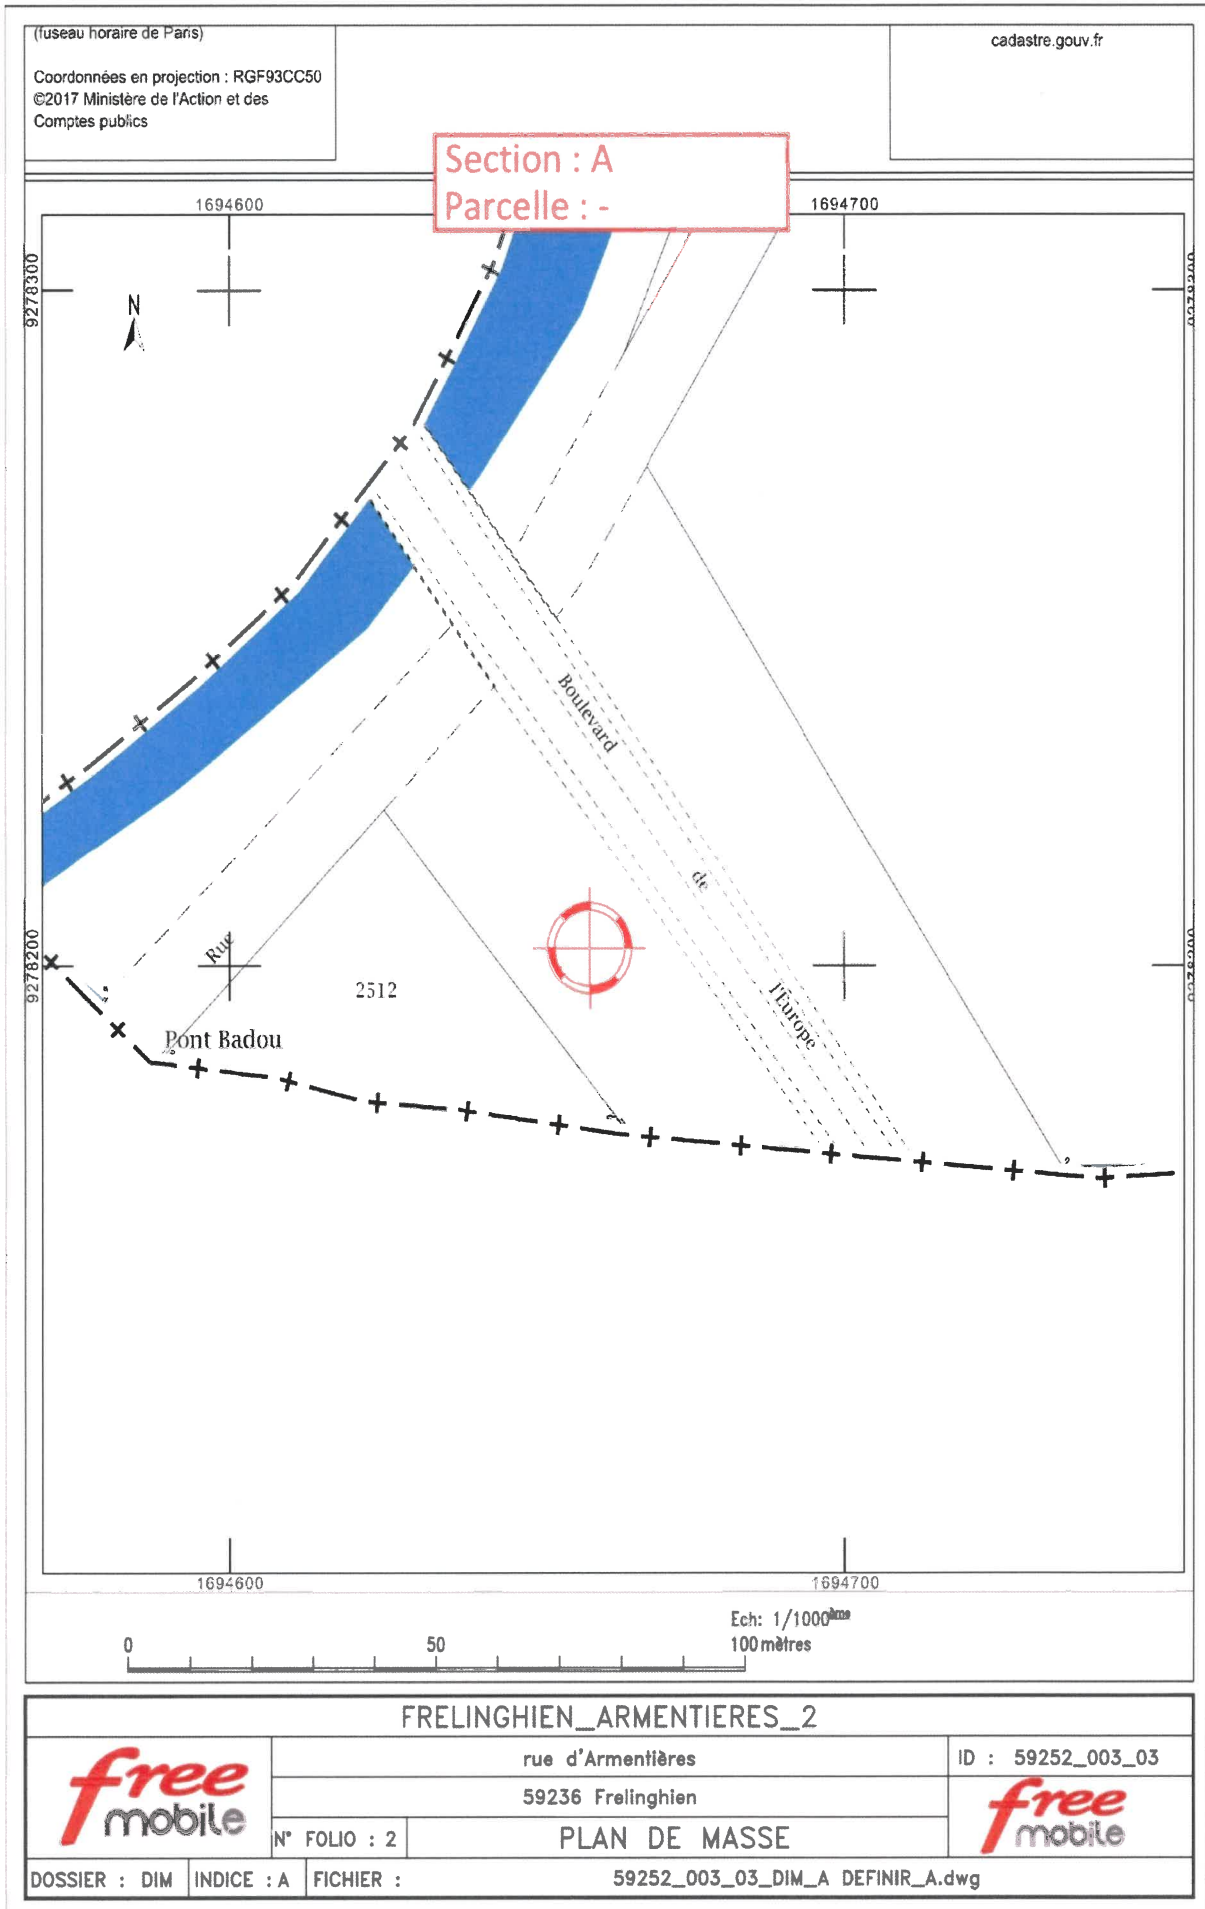 (fuseau horaire de Paris)
Coordonnées en projection : RGF93CC50
©2017 Ministère de l'Action et des
Comptes publics
cadastre.gouv.fr
Section : A
Parcelle : -
1694600
1694700
9278300
9278300
N
Boulevard
de
l'Europe
Rue
9278200
9278200
2512
Pont Badou
1694600
1694700
Ech: 1/1000ème
0
50
100 mètres
FRELINGHIEN_ARMENTIERES_2
free
mobile
rue d'Armentières
ID : 59252_003_03
59236 Frelinghien
free
mobile
N° FOLIO : 2
PLAN DE MASSE
DOSSIER : DIM
INDICE : A
FICHIER :
59252_003_03_DIM_A DEFINIR_A.dwg